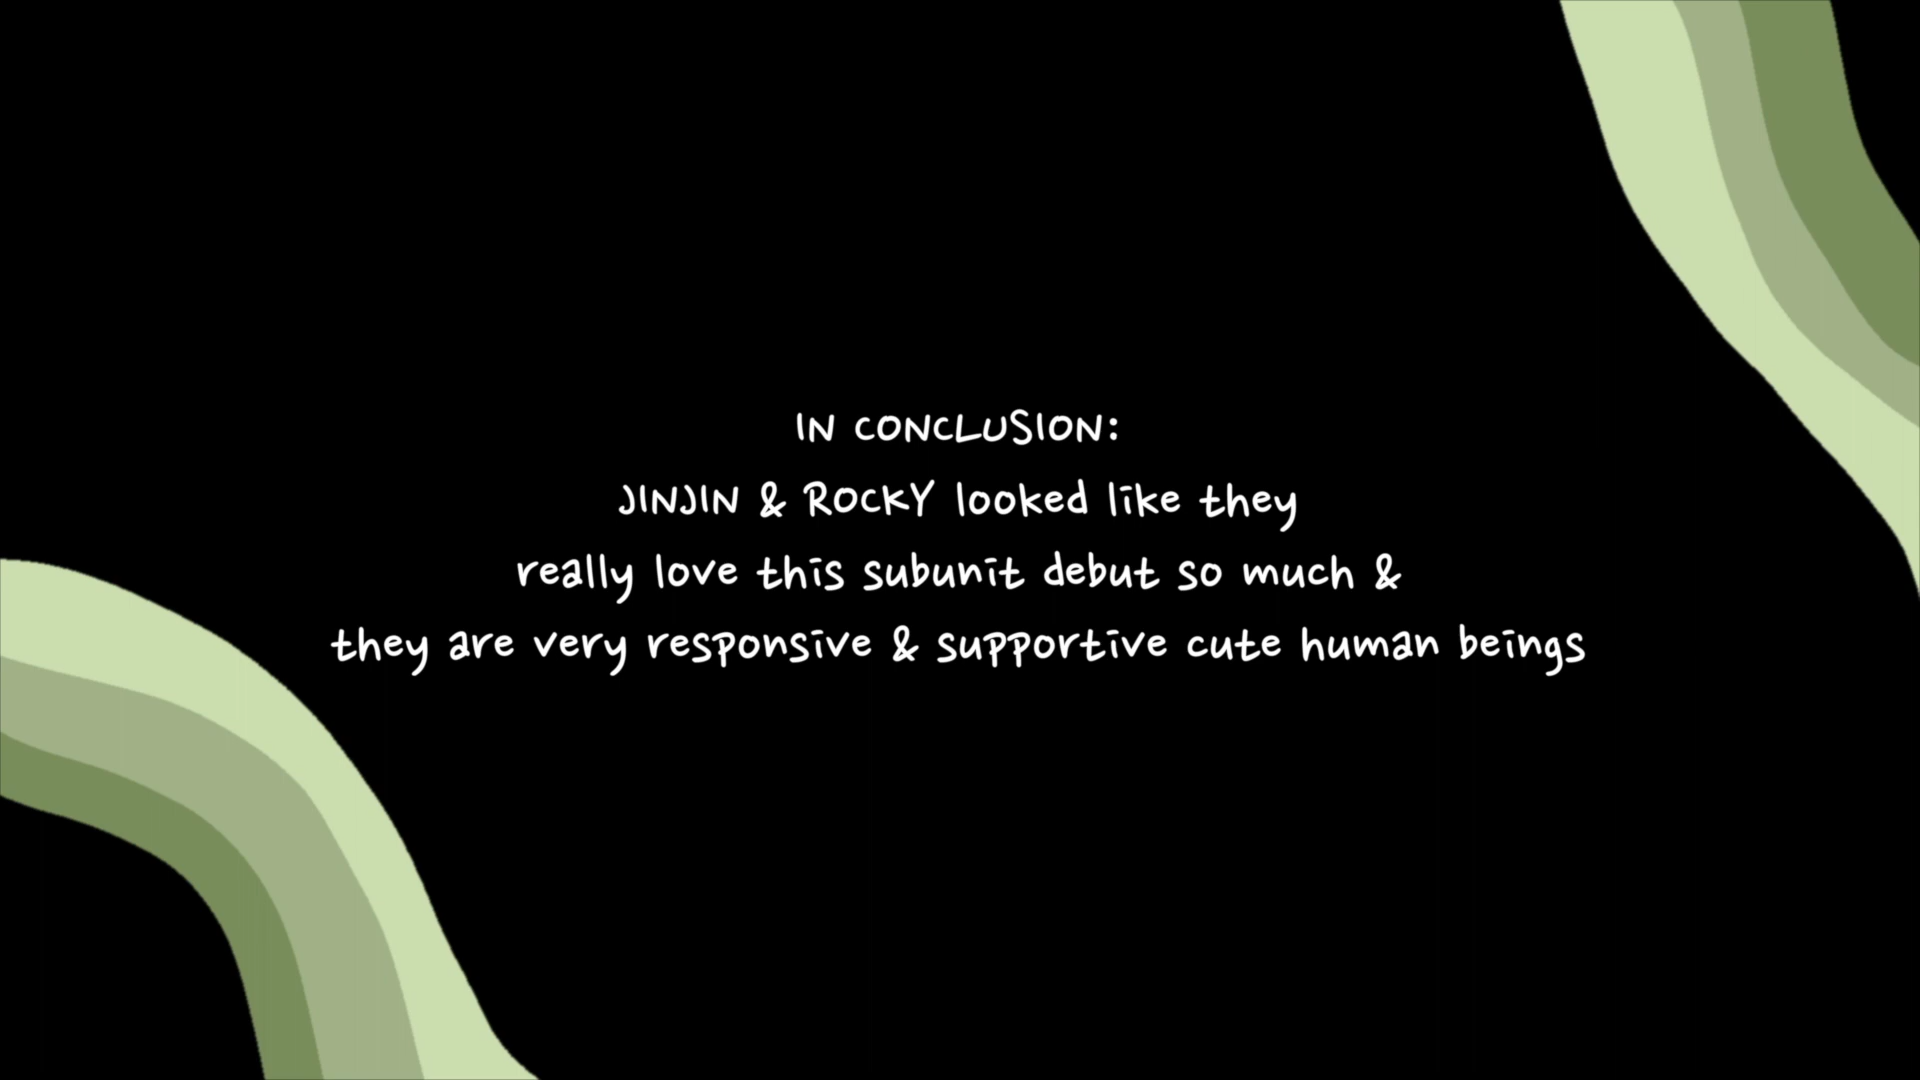 IN CONCLUSION:
JINJIN & ROCKY looked like they
really love this subunit debut so much &
they are very responsive & supportive cute human beings